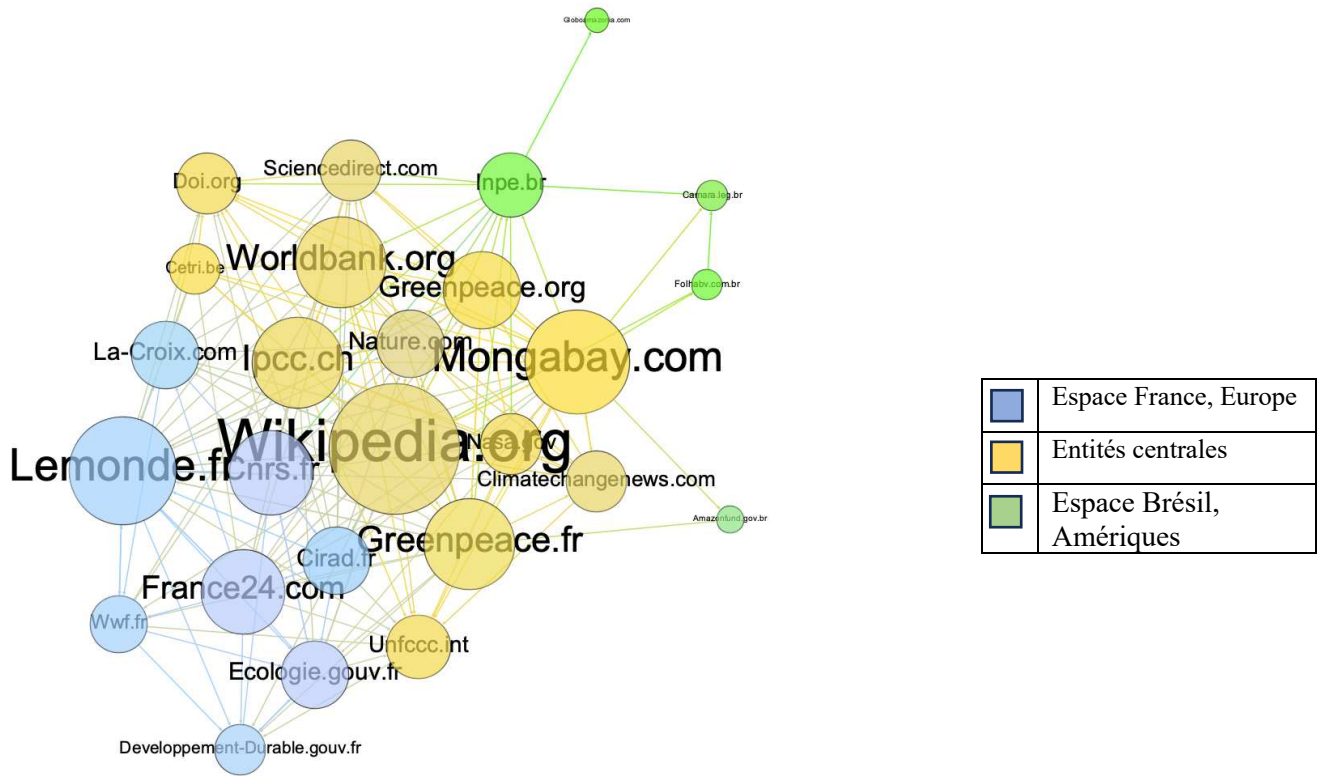 Globoamazonia.com
Sciencedirect.com
Doi.org
Inpe.br
Camara.leg.br
Worldbank.org
Cetri.be
Greenpeace.org
Folhabv.com.br
Nature.com
La-Croix.com
Ipcc.ch
Mongabay.com
Wikipedia.org
Nasa.gov
Lemonde.fr
Cnrs.fr
Climatechangenews.com
Amazonfund.gov.br
Greenpeace.fr
Cirad.fr
France24.com
Wwf.fr
Unfccc.int
Ecologie.gouv.fr
Developpement-Durable.gouv.fr
Espace France, Europe
Entités centrales
Espace Brésil,
Amériques